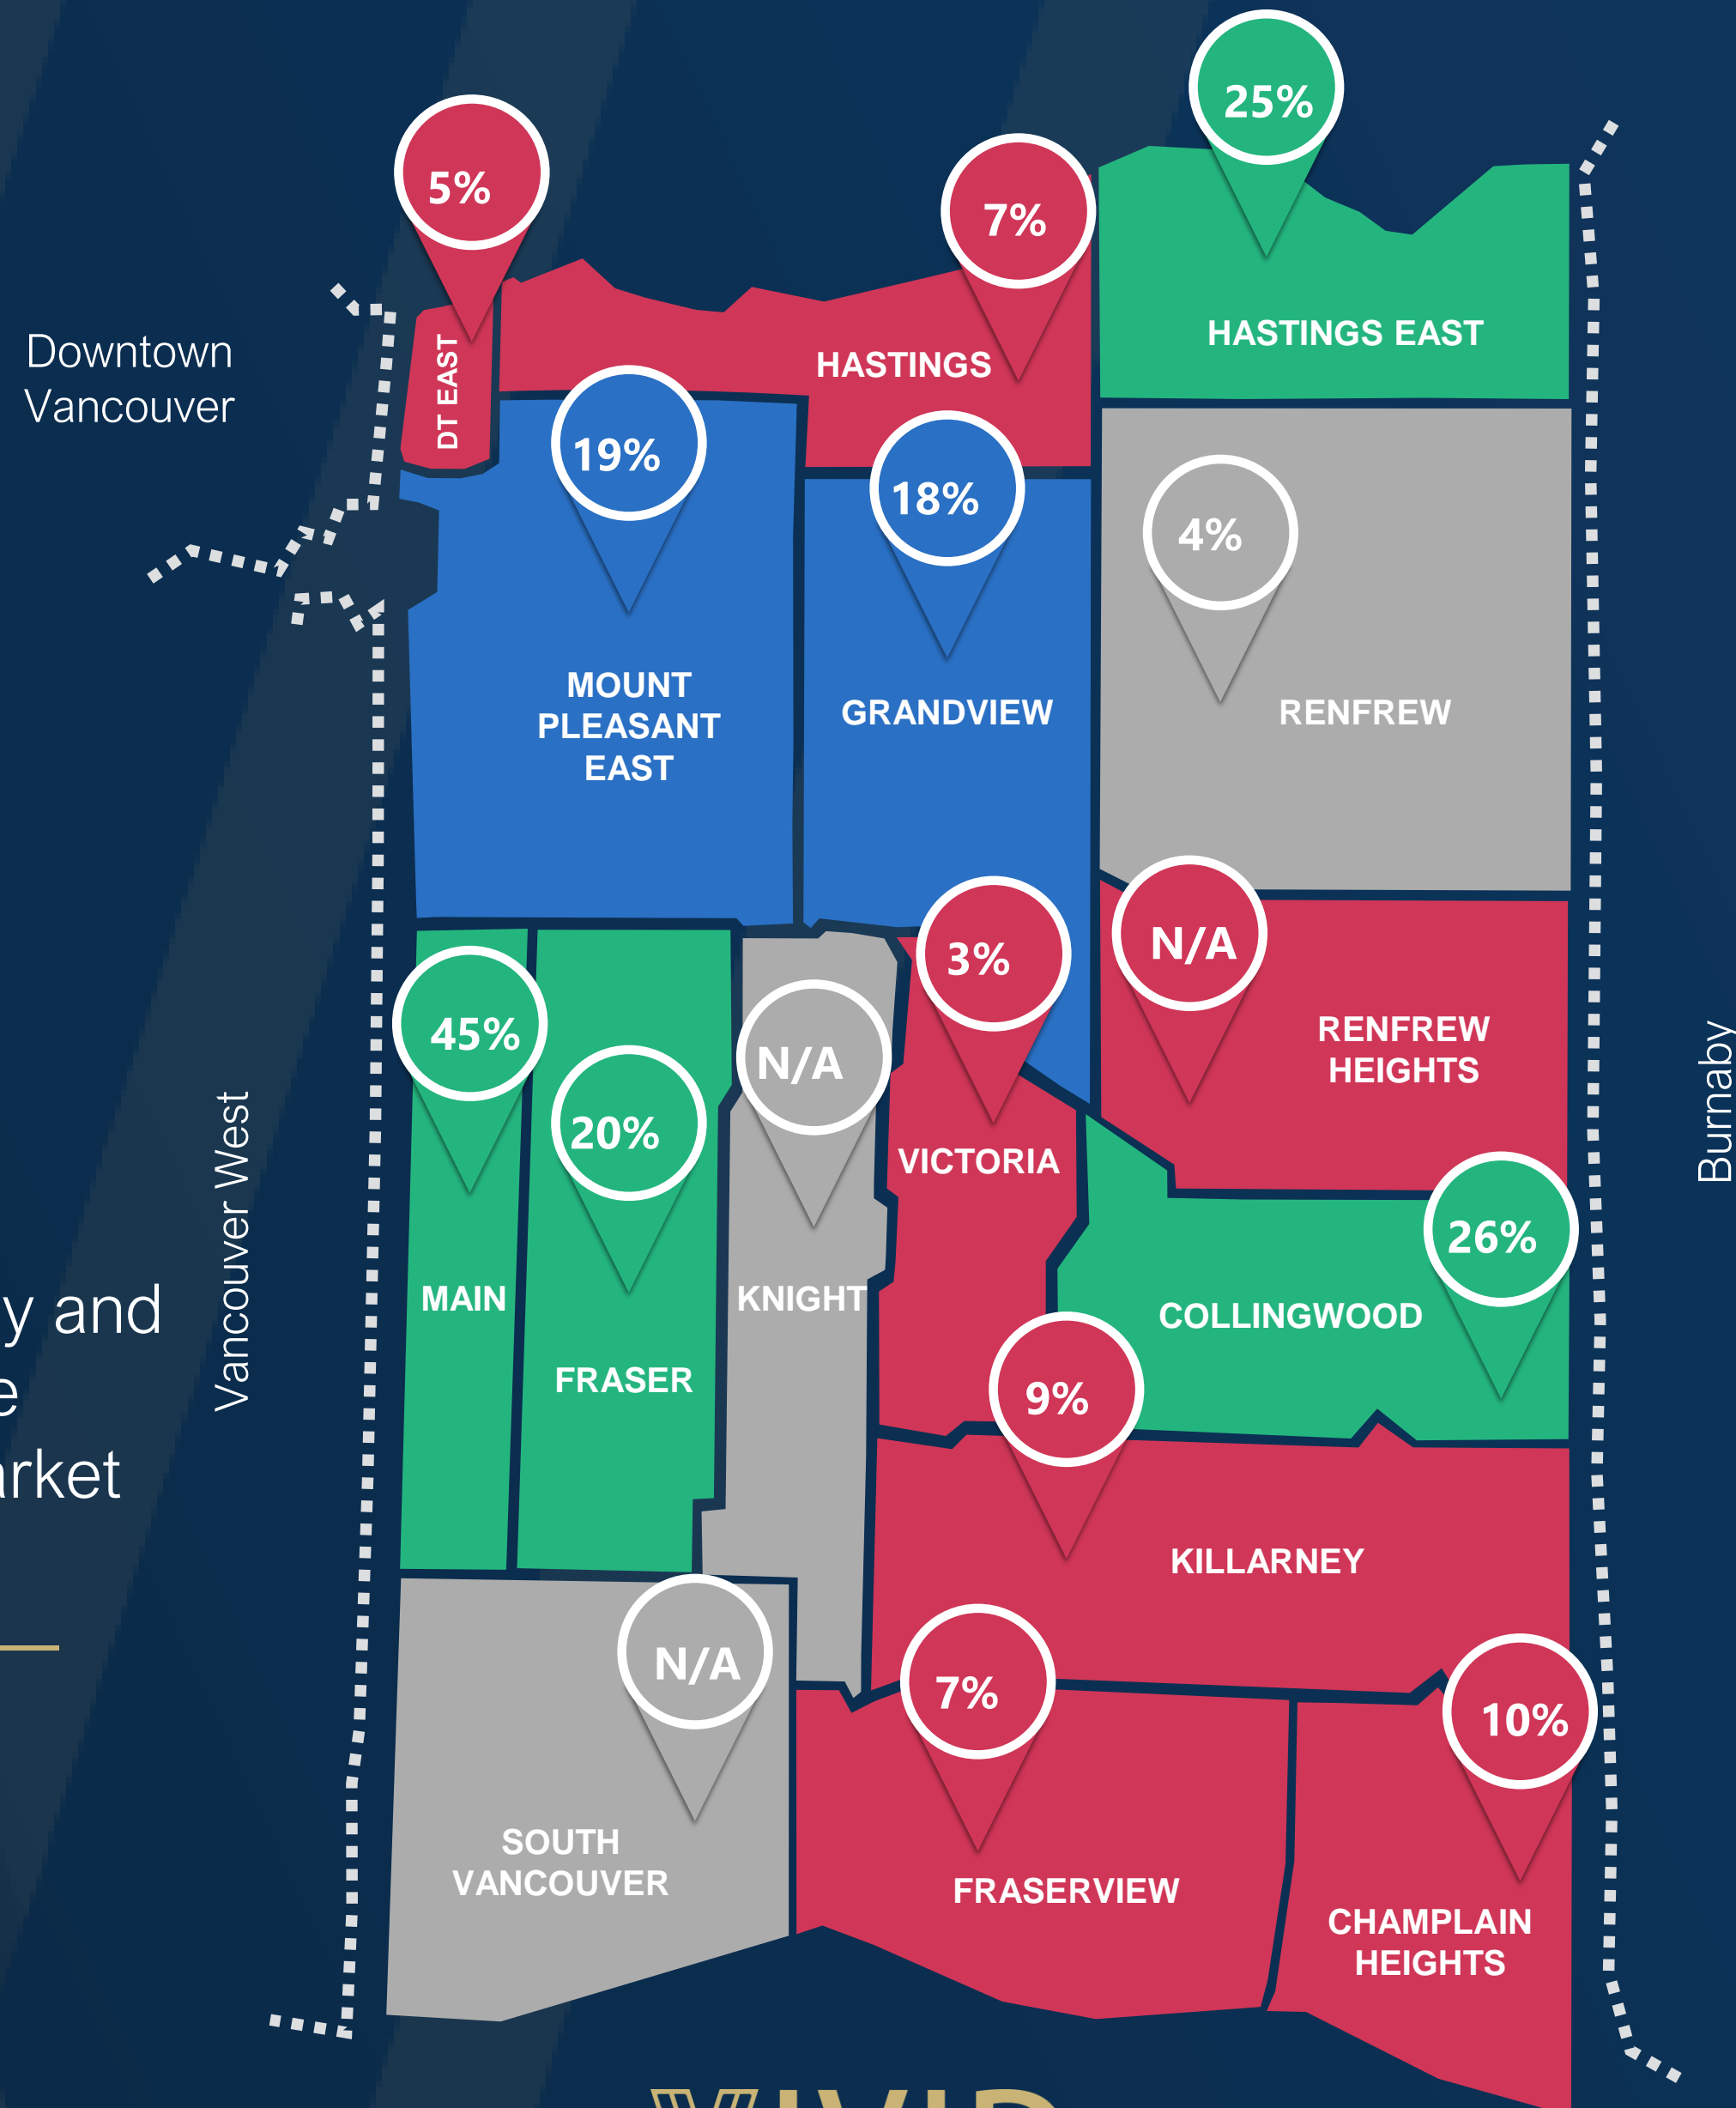 25%
5%
7%
HASTINGS EAST
Downtown
Vancouver
DT EAST
HASTINGS
19%
18%
4%
MOUNT
PLEASANT
EAST
GRANDVIEW
RENFREW
3%
N/A
45%
N/A
20%
RENFREW
HEIGHTS
Burnaby
Vancouver West
VICTORIA
26%
MAIN
KNIGHT
COLLINGWOOD
y and
FRASER
e
9%
arket
KILLARNEY
N/A
7%
10%
SOUTH
VANCOUVER
FRASERVIEW
CHAMPLAIN
HEIGHTS
VIVID